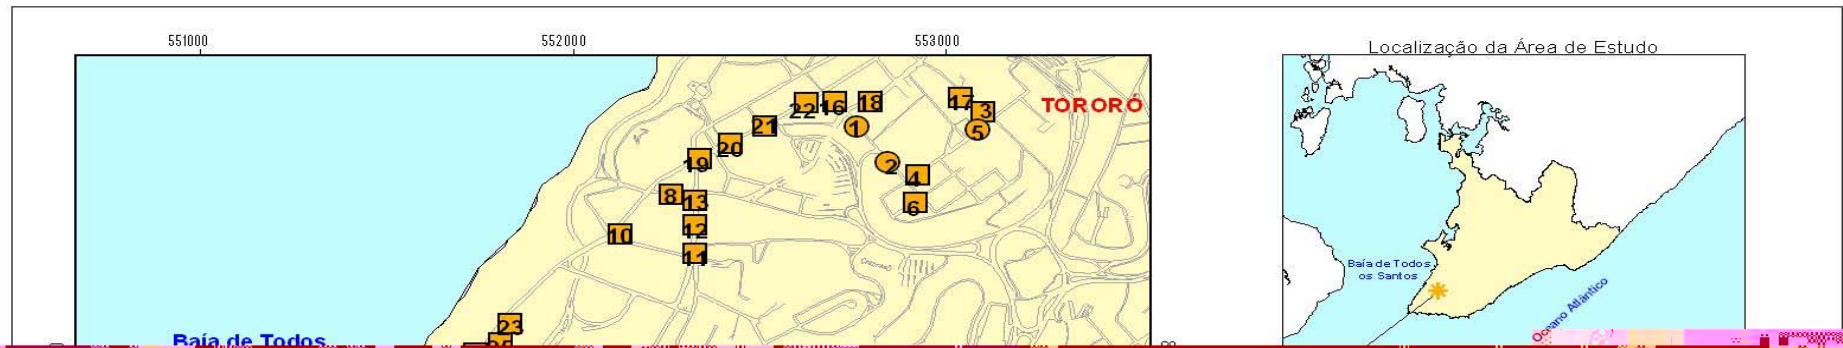 551000 552000 553000
Localização da Área de Estudo
22 16 18 17 3
TORORÓ
21 1 5
20
19 2
4
8 13 6
12
10
11
Baía de Todos
os Santos
Oceano Atlântico
23
Baía de Todos